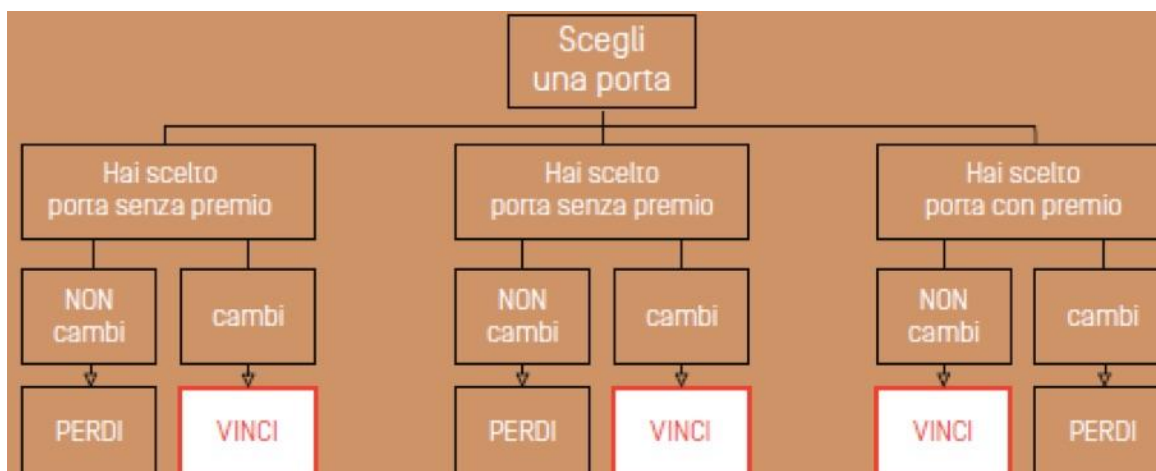 Scegli
una porta
Hai scelto
porta senza premio
Hai scelto
porta senza premio
Hai scelto
porta con premio
NON
cambi
cambi
NON
cambi
cambi
NON
cambi
cambi
PERDI
VINCI
PERDI
VINCI
VINCI
PERDI